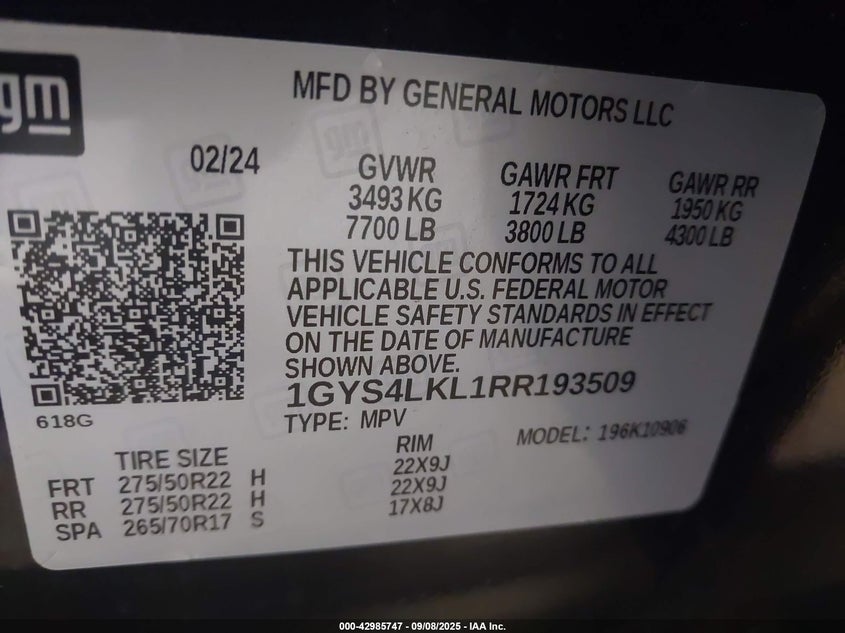 gm
MFD BY GENERAL MOTORS LLC
02/24
GVWR GAWR FRT GAWR RR
3493 KG 1724 KG 1950 KG
7700 LB 3800 LB 4300 LB
THIS VEHICLE CONFORMS TO ALL
APPLICABLE U.S. FEDERAL MOTOR
VEHICLE SAFETY STANDARDS IN EFFECT
ON THE DATE OF MANUFACTURE
SHOWN ABOVE.
1GYS4LKL1RR193509
618G
TYPE: MPV MODEL: 196K10906
TIRE SIZE RIM
FRT 275/50R22 H 22X9J
RR 275/50R22 H 22X9J
SPA 265/70R17 S 17X8J
000-42985747 - 09/08/2025 - IAA Inc.